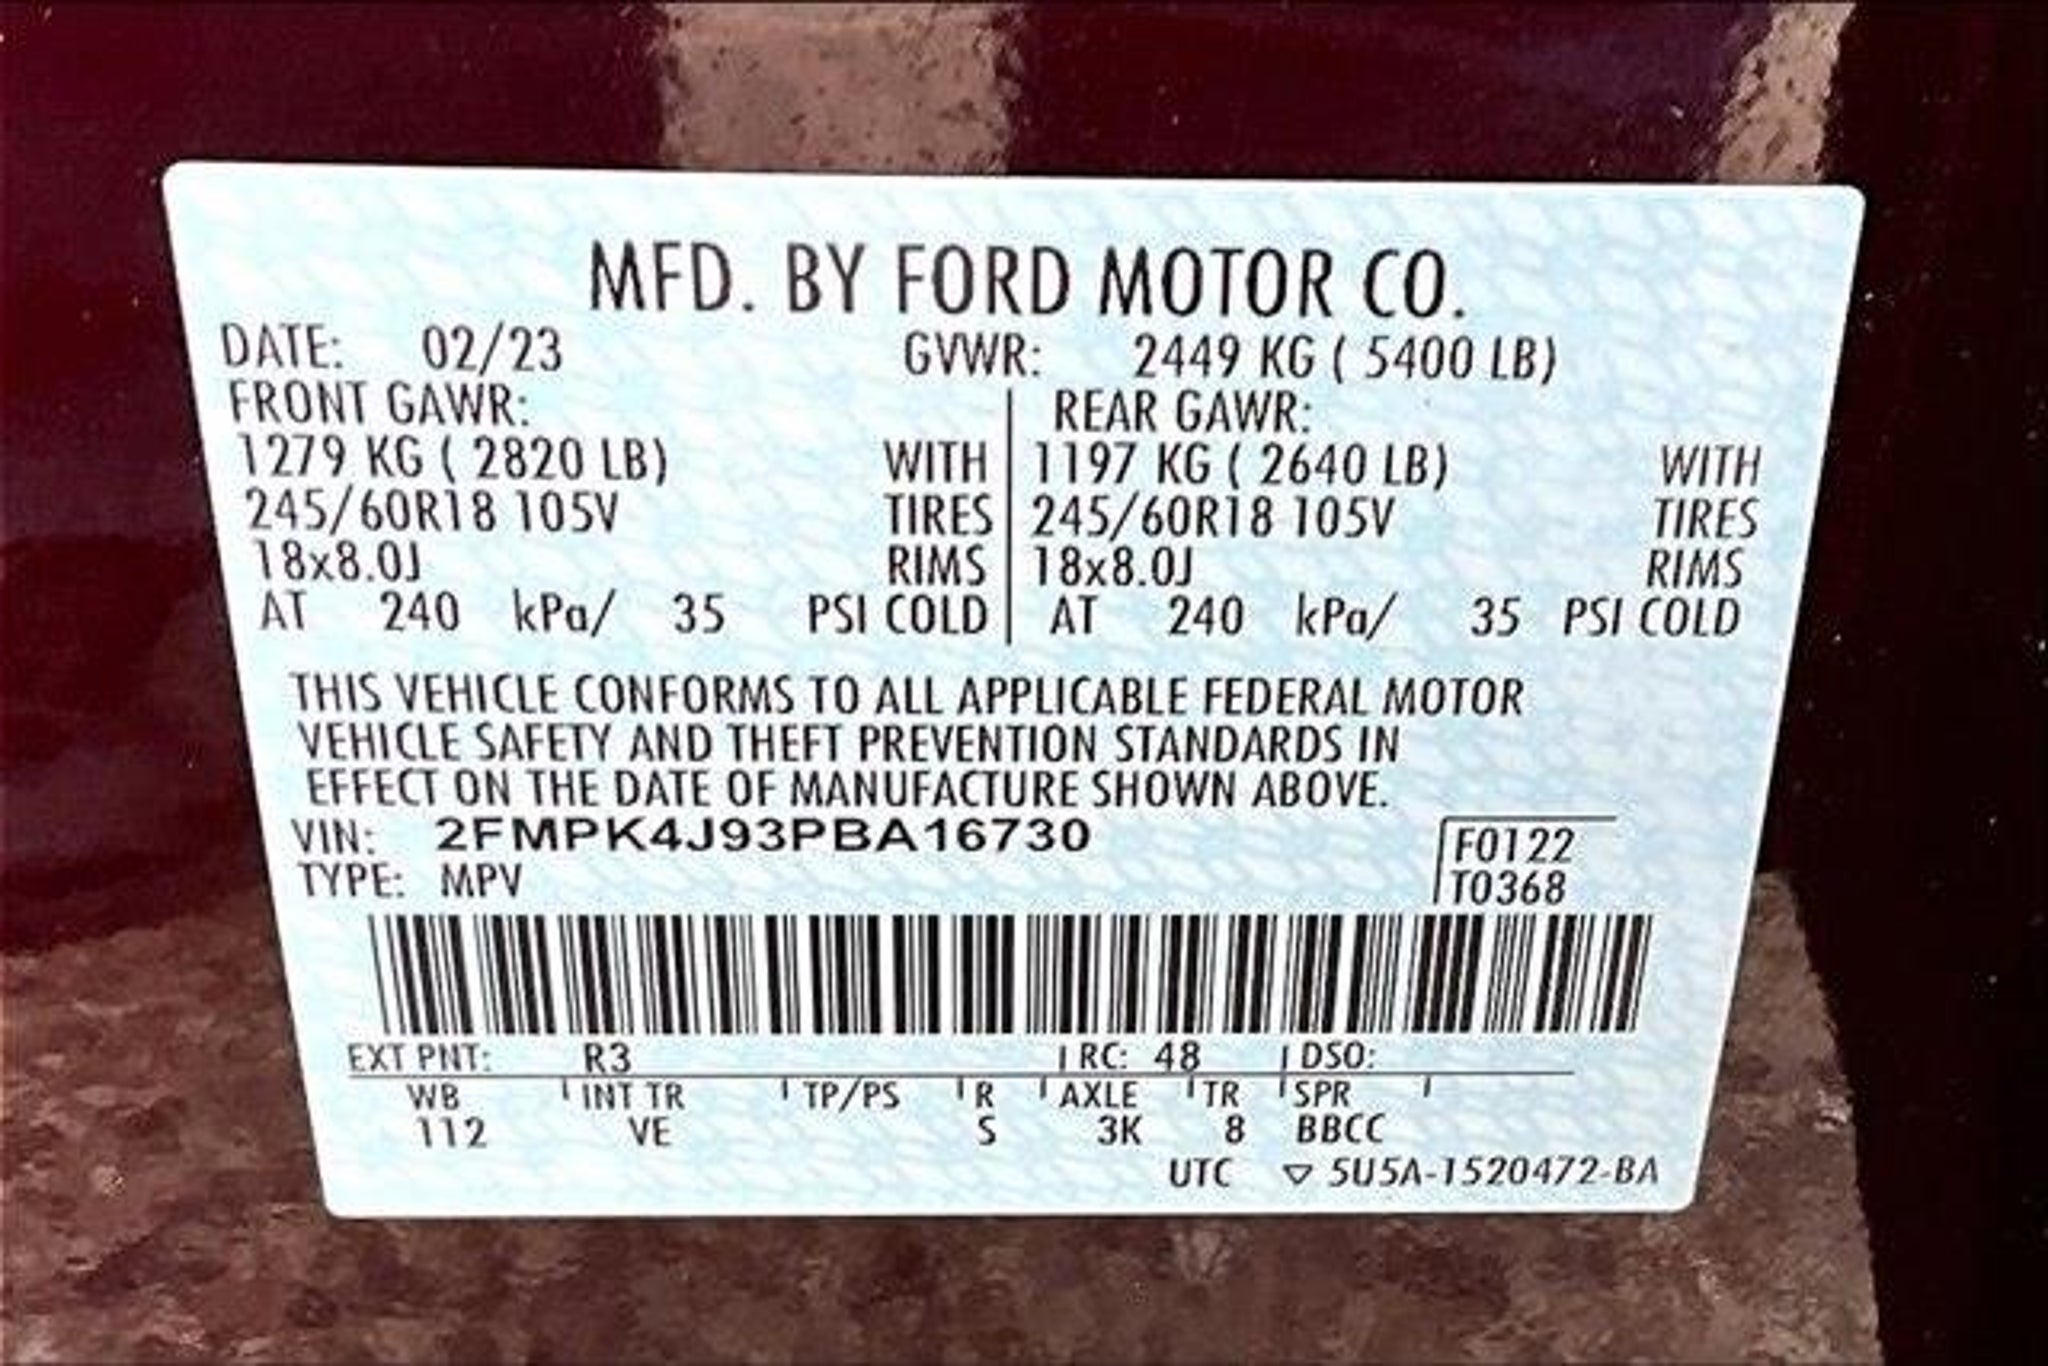 MFD. BY FORD MOTOR CO.
DATE: 02/23 GVWR: 2449 KG ( 5400 LB)
FRONT GAWR: REAR GAWR:
1279 KG ( 2820 LB) WITH 1197 KG ( 2640 LB) WITH
245/60R18 105V TIRES 245/60R18 105V TIRES
18x8.0J RIMS 18x8.0J RIMS
AT 240 kPa/ 35 PSI COLD AT 240 kPa/ 35 PSI COLD
THIS VEHICLE CONFORMS TO ALL APPLICABLE FEDERAL MOTOR
VEHICLE SAFETY AND THEFT PREVENTION STANDARDS IN
EFFECT ON THE DATE OF MANUFACTURE SHOWN ABOVE.
VIN: 2FMPK4J93PBA16730 F0122
TYPE: MPV T0368
EXT PNT: R3 RC: 48 DSO:
WB INT TR TP/PS R AXLE TR SPR
112 VE S 3K 8 BBCC
UTC ▽ 5U5A-1520472-BA